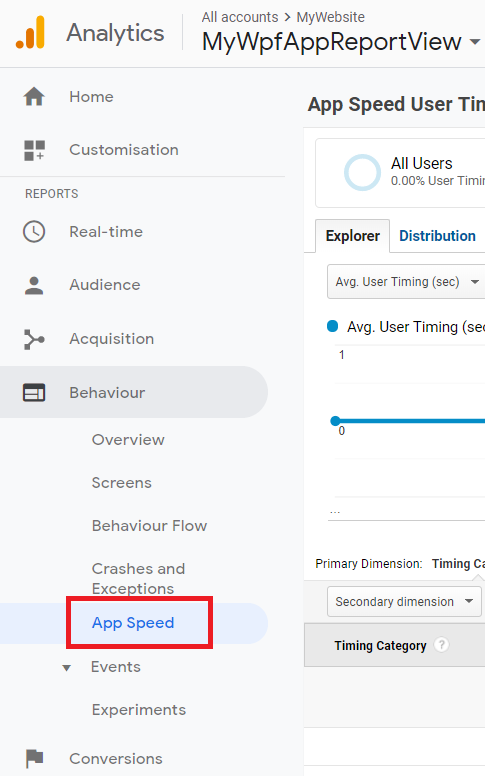 Analytics
All accounts > MyWebsite
MyWpfAppReportView
Home
Customisation
REPORTS
Real-time
Audience
Acquisition
Behaviour
Overview
Screens
Behaviour Flow
Crashes and
Exceptions
App Speed
Events
Experiments
Conversions
App Speed User Tim
All Users
0.00% User Timin
Explorer
Distribution
Avg. User Timing (sec)
Avg. User Timing (sec
1
0
...
Primary Dimension: Timing Ca
Secondary dimension
Timing Category ?